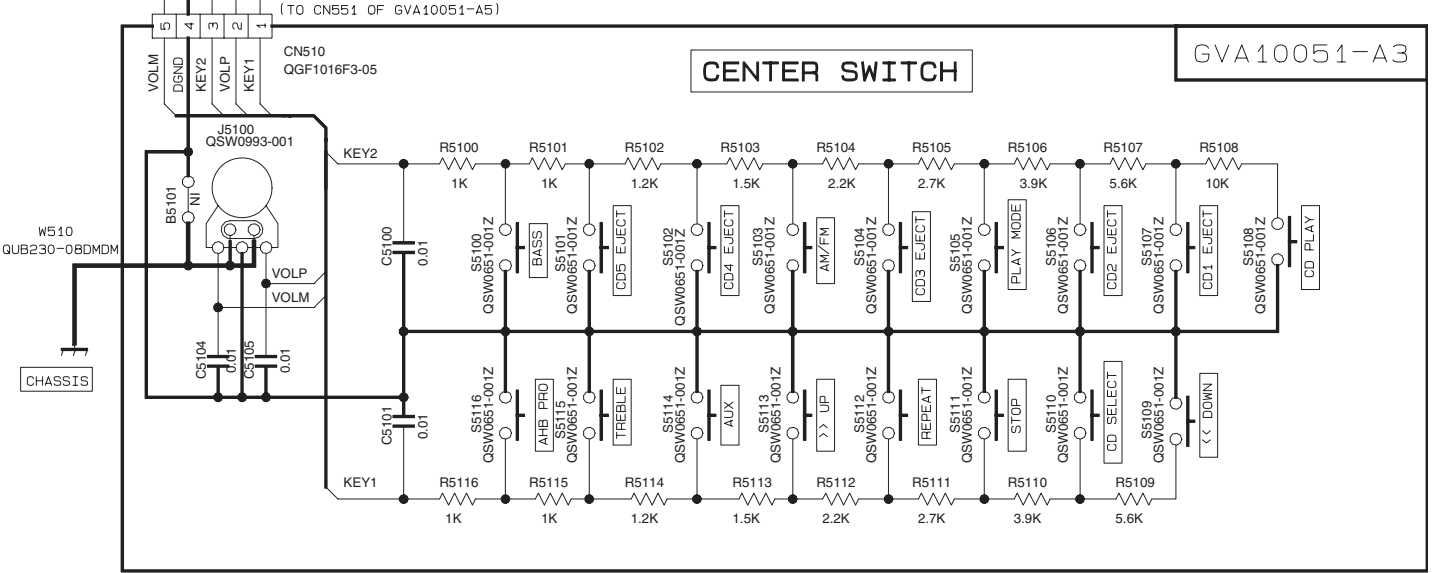 (TO CN551 OF GVA10051-A5)
5 4 3 2 1
CN510
QGF1016F3-05
VOLM
DGND
KEY2
VOLP
KEY1
CENTER SWITCH
GVA10051-A3
J5100
QSW0993-001
B5101
NI
W510
QUB230-08DMDM
CHASSIS
VOLP
VOLM
C5104
0.01
C5105
0.01
KEY2
R5100 R5101 R5102 R5103 R5104 R5105 R5106 R5107 R5108
1K 1K 1.2K 1.5K 2.2K 2.7K 3.9K 5.6K 10K
C5100
0.01
S5100
QSW0651-001Z
BASS
S5101
QSW0651-001Z
CD5 EJECT
S5102
QSW0651-001Z
CD4 EJECT
S5103
QSW0651-001Z
AM/FM
S5104
QSW0651-001Z
CD3 EJECT
S5105
QSW0651-001Z
PLAY MODE
S5106
QSW0651-001Z
CD2 EJECT
S5107
QSW0651-001Z
CD1 EJECT
S5108
QSW0651-001Z
CD PLAY
C5101
0.01
S5116
QSW0651-001Z
AHB PRO
S5115
QSW0651-001Z
TREBLE
S5114
QSW0651-001Z
AUX
S5113
QSW0651-001Z
>> UP
S5112
QSW0651-001Z
REPEAT
S5111
QSW0651-001Z
STOP
S5110
QSW0651-001Z
CD SELECT
S5109
QSW0651-001Z
<< DOWN
KEY1
R5116 R5115 R5114 R5113 R5112 R5111 R5110 R5109
1K 1K 1.2K 1.5K 2.2K 2.7K 3.9K 5.6K